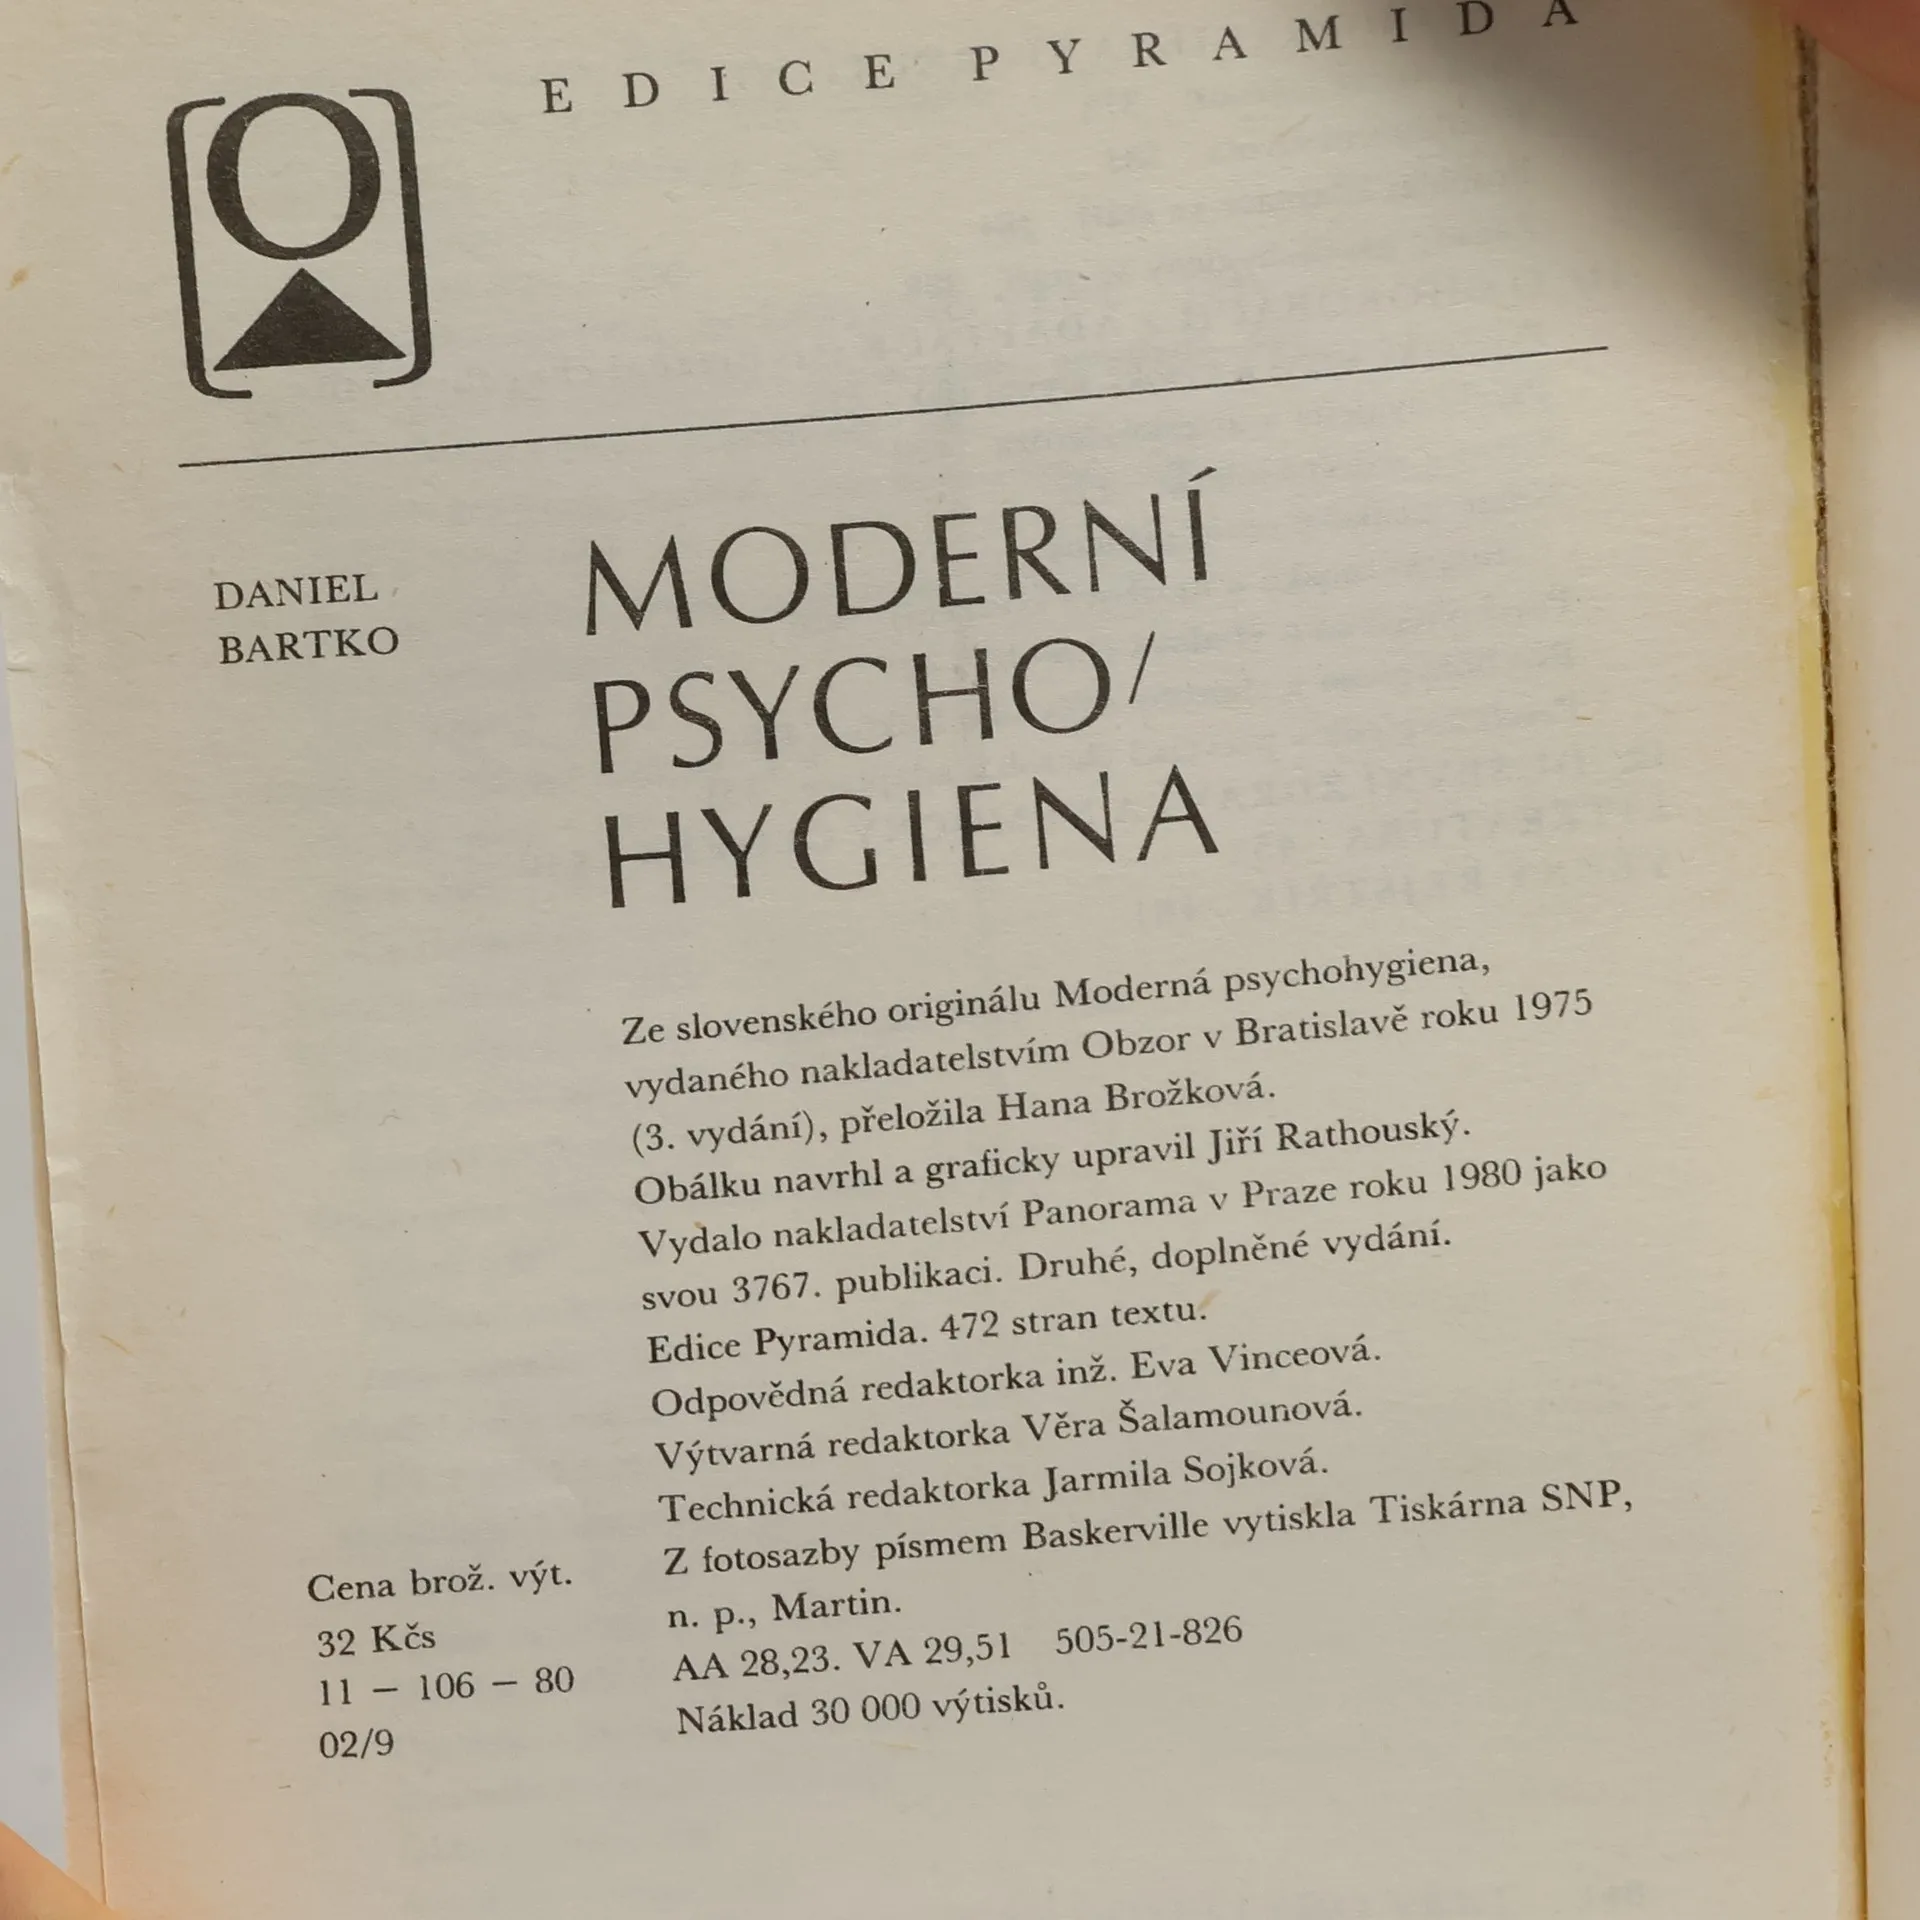 EDICE PYRAMIDA
O
DANIEL
BARTKO
MODERNÍ
PSYCHO/
HYGIENA
Ze slovenského originálu Moderná psychohygiena,
vydaného nakladatelstvím Obzor v Bratislavě roku 1975
(3. vydání), přeložila Hana Brožková.
Obálku navrhl a graficky upravil Jiří Rathouský.
Vydalo nakladatelství Panorama v Praze roku 1980 jako
svou 3767. publikaci. Druhé, doplněné vydání.
Edice Pyramida. 472 stran textu.
Odpovědná redaktorka inž. Eva Vinceová.
Výtvarná redaktorka Věra Šalamounová.
Technická redaktorka Jarmila Sojková.
Z fotosazby písmem Baskerville vytiskla Tiskárna SNP,
n. p., Martin.
AA 28,23. VA 29,51 505-21-826
Náklad 30 000 výtisků.
Cena brož. výt.
32 Kčs
11 – 106 – 80
02/9